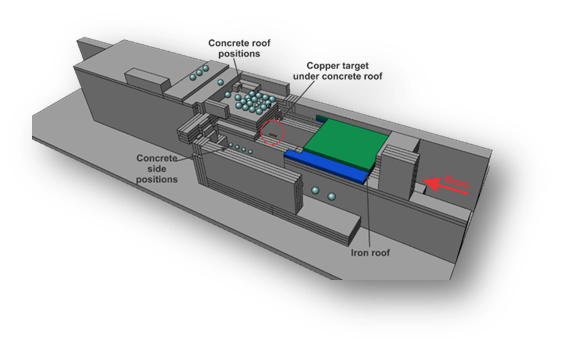 Concrete roof
positions
Copper target
under concrete roof
Concrete
side
positions
Iron roof